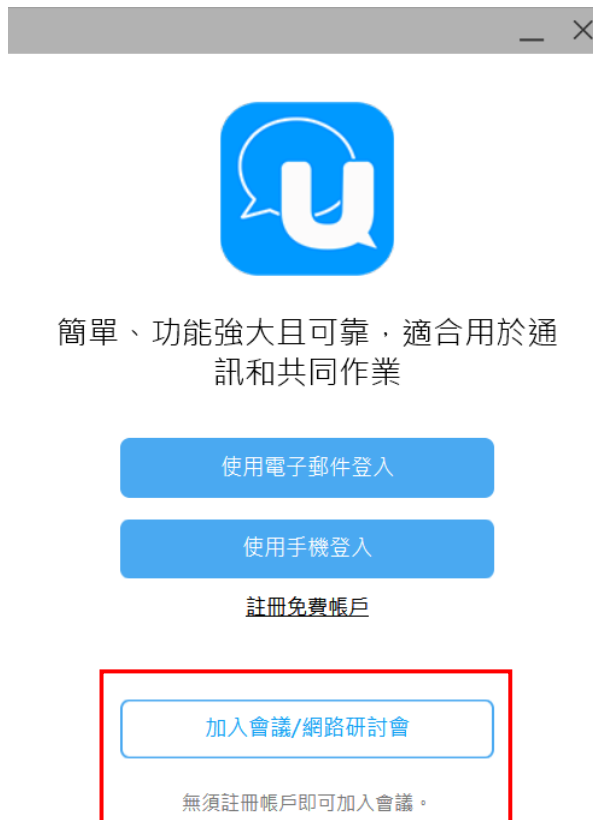 U
簡單、功能強大且可靠，適合用於通
訊和共同作業
使用電子郵件登入
使用手機登入
註冊免費帳戶
加入會議/網路研討會
無須註冊帳戶即可加入會議。